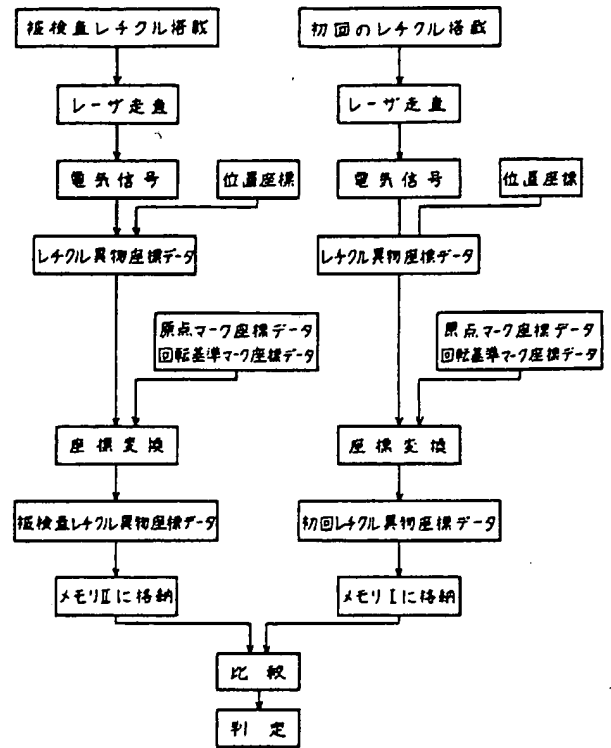 被検査レチクル搭載
レーザ走査
電気信号
位置座標
レチクル異物座標データ
原点マーク座標データ
回転基準マーク座標データ
座標変換
被検査レチクル異物座標データ
メモリⅡに格納
初回のレチクル搭載
レーザ走査
電気信号
位置座標
レチクル異物座標データ
原点マーク座標データ
回転基準マーク座標データ
座標変換
初回レチクル異物座標データ
メモリⅠに格納
比較
判定